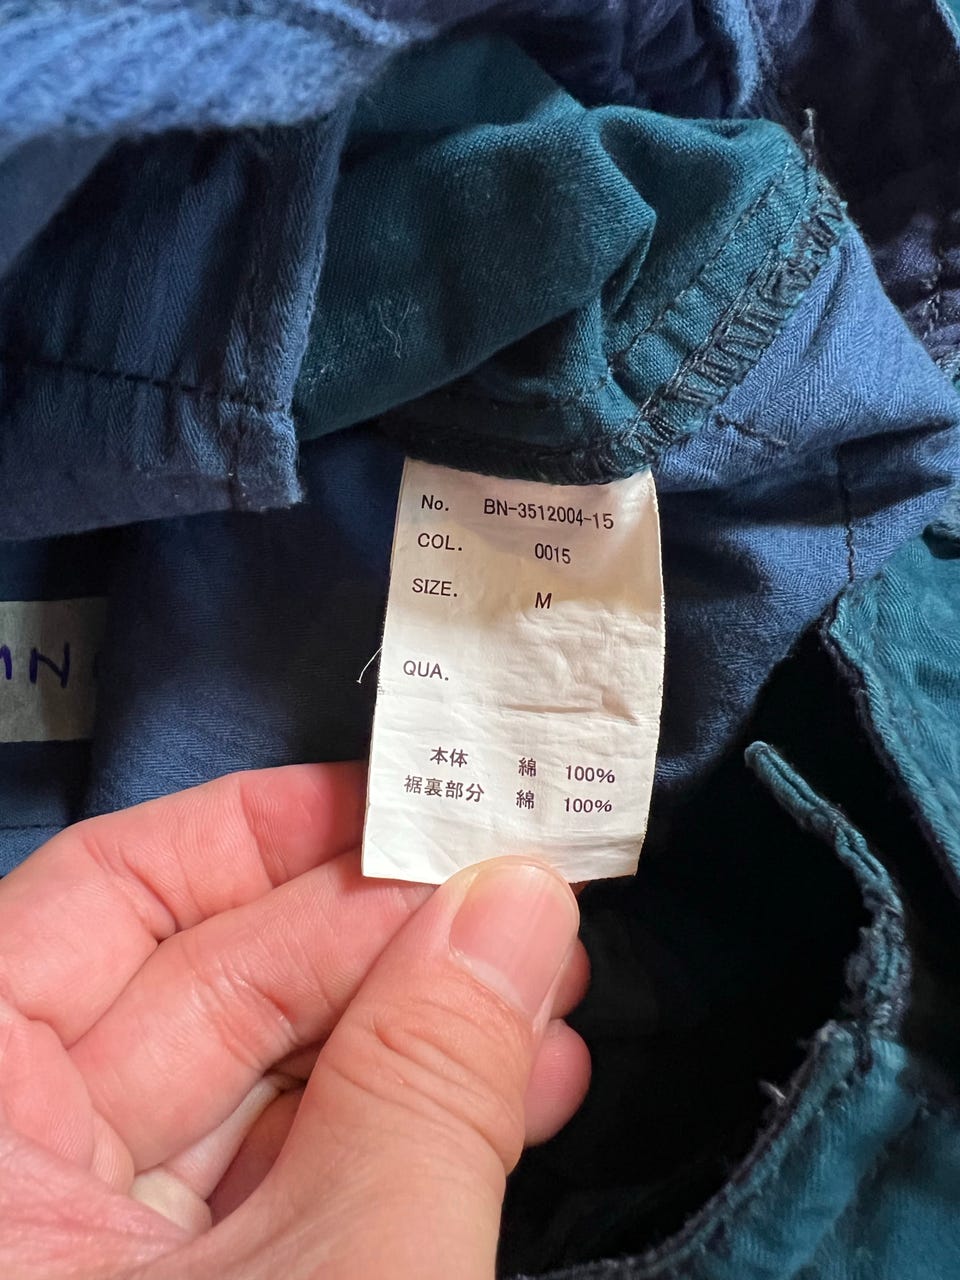 No. BN-3512004-15
COL. 0015
SIZE. M
QUA.
本体 綿 100%
裾裏部分 綿 100%